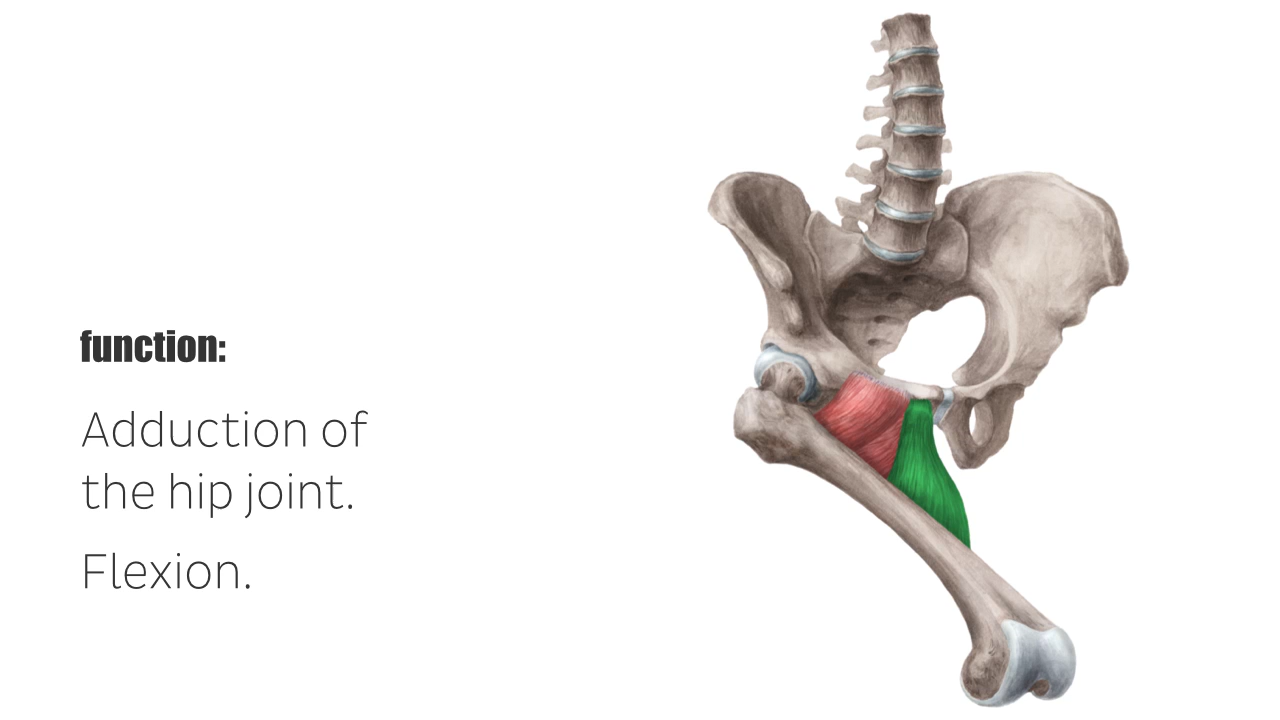 function:
Adduction of
the hip joint.
Flexion.